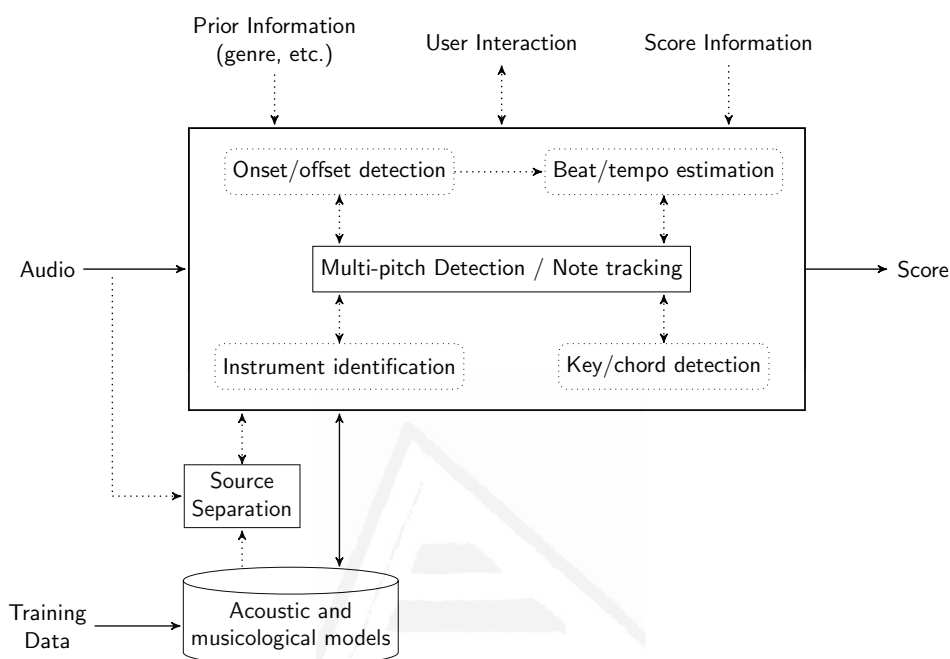 Prior Information
(genre, etc.)
User Interaction
Score Information
Onset/offset detection
Beat/tempo estimation
Audio
Multi-pitch Detection / Note tracking
Score
Instrument identification
Key/chord detection
Source
Separation
Training
Data
Acoustic and
musicological models